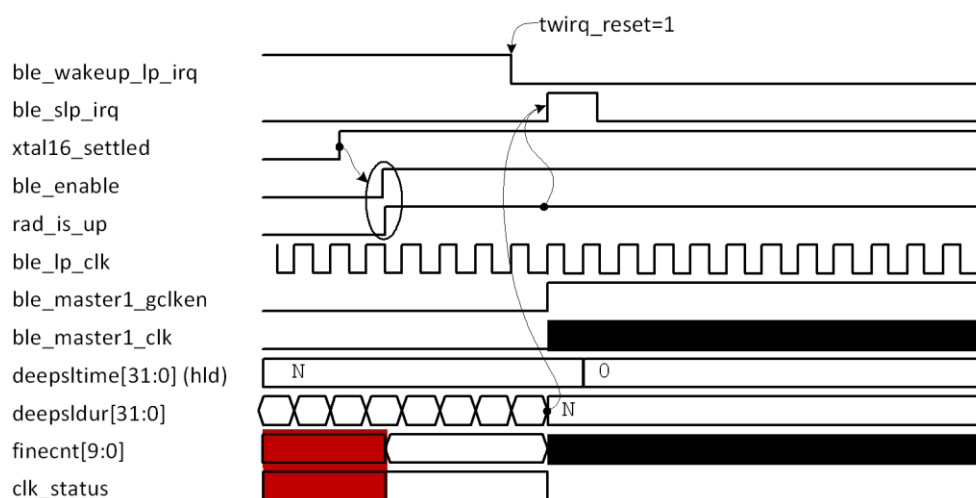 twirq_reset=1
ble_wakeup_lp_irq
ble_slp_irq
xtal16_settled
ble_enable
rad_is_up
ble_lp_clk
ble_master1_gclken
ble_master1_clk
deepsltime[31:0] (hld) N 0
deepsldur[31:0] N
finecnt[9:0]
clk_status